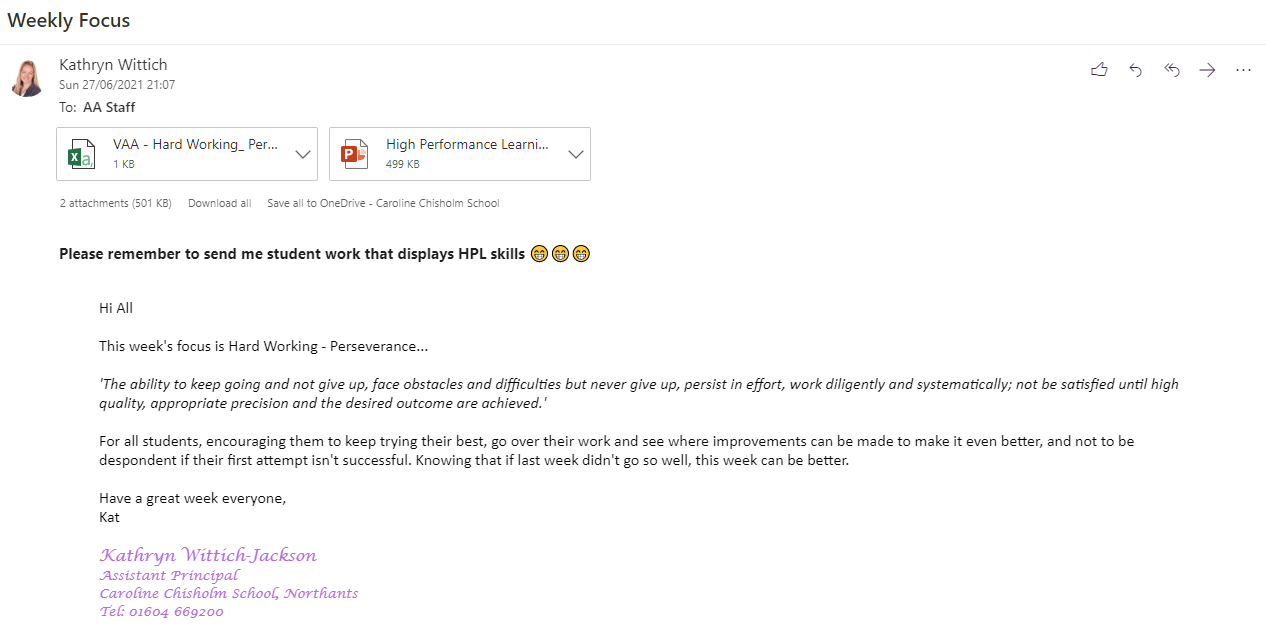 Weekly Focus
Kathryn Wittich
Sun 27/06/2021 21:07
To: AA Staff
VAA - Hard Working_ Per...
1 KB
High Performance Learni...
499 KB
2 attachments (501 KB) Download all Save all to OneDrive - Caroline Chisholm School
Please remember to send me student work that displays HPL skills 😁😁😁
Hi All
This week's focus is Hard Working - Perseverance...
'The ability to keep going and not give up, face obstacles and difficulties but never give up, persist in effort, work diligently and systematically; not be satisfied until high
quality, appropriate precision and the desired outcome are achieved.'
For all students, encouraging them to keep trying their best, go over their work and see where improvements can be made to make it even better, and not to be
despondent if their first attempt isn't successful. Knowing that if last week didn't go so well, this week can be better.
Have a great week everyone,
Kat
Kathryn Wittich-Jackson
Assistant Principal
Caroline Chisholm School, Northants
Tel: 01604 669200